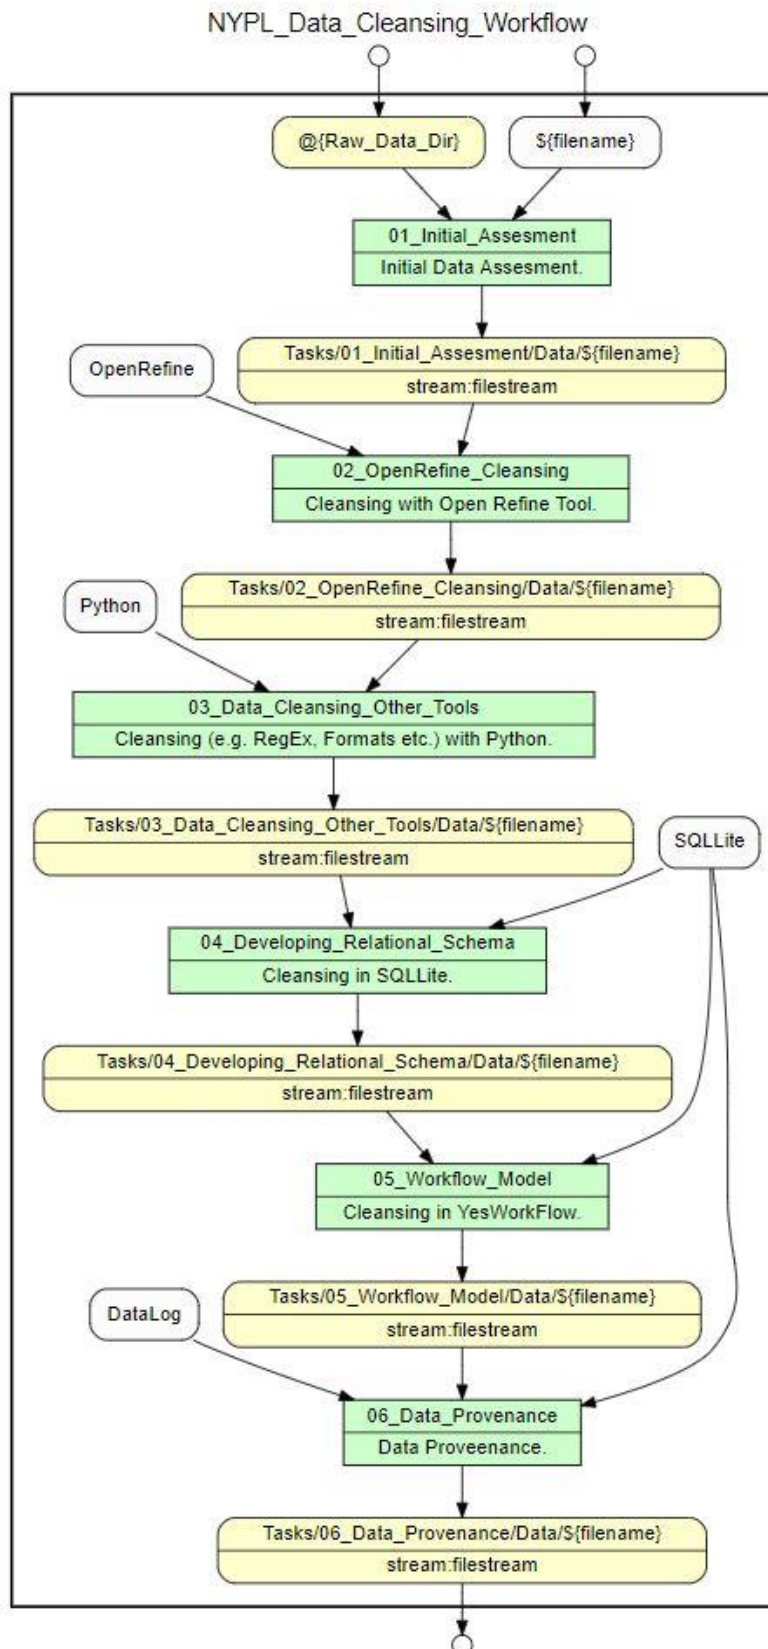 NYPL_Data_Cleansing_Workflow
@{Raw_Data_Dir}
${filename}
01_Initial_Assesment
Initial Data Assesment.
Tasks/01_Initial_Assesment/Data/${filename}
OpenRefine
stream:filestream
02_OpenRefine_Cleansing
Cleansing with Open Refine Tool.
Tasks/02_OpenRefine_Cleansing/Data/${filename}
Python
stream:filestream
03_Data_Cleansing_Other_Tools
Cleansing (e.g. RegEx, Formats etc.) with Python.
Tasks/03_Data_Cleansing_Other_Tools/Data/${filename}
SQLLite
stream:filestream
04_Developing_Relational_Schema
Cleansing in SQLLite.
Tasks/04_Developing_Relational_Schema/Data/${filename}
stream:filestream
05_Workflow_Model
Cleansing in YesWorkFlow.
Tasks/05_Workflow_Model/Data/${filename}
DataLog
stream:filestream
06_Data_Provenance
Data Proveenance.
Tasks/06_Data_Provenance/Data/${filename}
stream:filestream